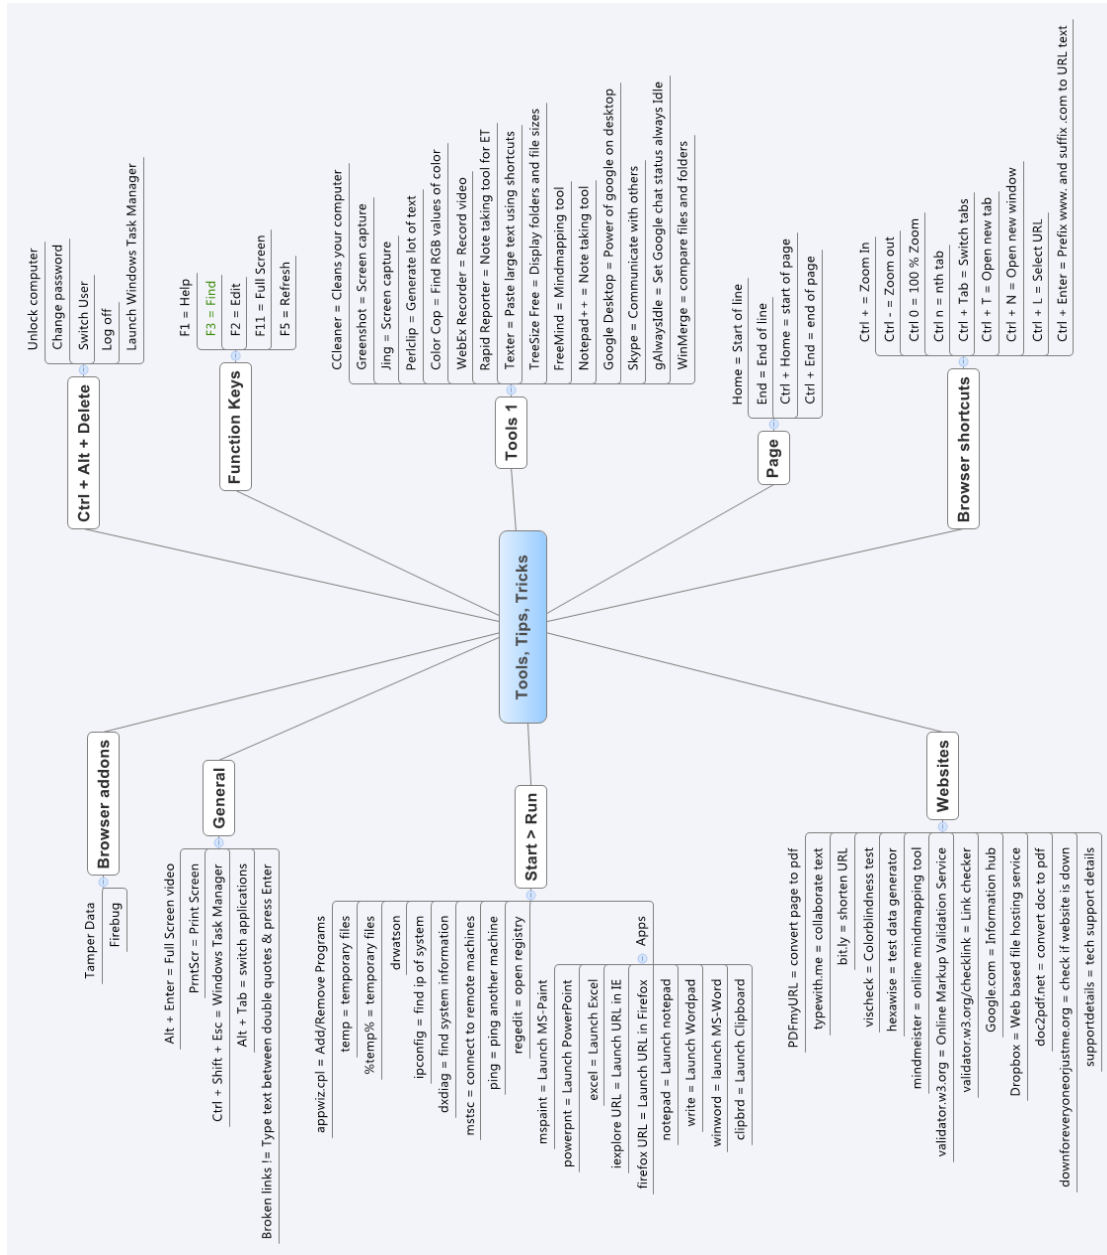 Tools, Tips, Tricks
Ctrl + Alt + Delete
Unlock computer
Change password
Switch User
Log off
Launch Windows Task Manager
Function Keys
F1 = Help
F3 = Find
F2 = Edit
F11 = Full Screen
F5 = Refresh
Tools 1
CCleaner = Cleans your computer
Greenshot = Screen capture
Jing = Screen capture
Perlclip = Generate lot of text
Color Cop = Find RGB values of color
WebEx Recorder = Record video
Rapid Reporter = Note taking tool for ET
Texter = Paste large text using shortcuts
TreeSize Free = Display folders and file sizes
FreeMind = Mindmapping tool
Notepad++ = Note taking tool
Google Desktop = Power of google on desktop
Skype = Communicate with others
gAlwaysIdle = Set Google chat status always Idle
WinMerge = compare files and folders
Page
Home = Start of line
End = End of line
Ctrl + Home = start of page
Ctrl + End = end of page
Browser shortcuts
Ctrl + = Zoom In
Ctrl - = Zoom out
Ctrl 0 = 100 % Zoom
Ctrl n = nth tab
Ctrl + Tab = Switch tabs
Ctrl + T = Open new tab
Ctrl + N = Open new window
Ctrl + L = Select URL
Ctrl + Enter = Prefix www. and suffix .com to URL text
Browser addons
Tamper Data
Firebug
General
Alt + Enter = Full Screen video
PrntScr = Print Screen
Ctrl + Shift + Esc = Windows Task Manager
Alt + Tab = switch applications
Broken links != Type text between double quotes & press Enter
Start > Run
appwiz.cpl = Add/Remove Programs
temp = temporary files
%temp% = temporary files
drwatson
ipconfig = find ip of system
dxdiag = find system information
mstsc = connect to remote machines
ping = ping another machine
regedit = open registry
Apps
mspaint = Launch MS-Paint
powerpnt = Launch PowerPoint
excel = Launch Excel
iexplore URL = Launch URL in IE
firefox URL = Launch URL in Firefox
notepad = Launch notepad
write = Launch Wordpad
winword = launch MS-Word
clipbrd = Launch Clipboard
Websites
PDFmyURL = convert page to pdf
typewith.me = collaborate text
bit.ly = shorten URL
vischeck = Colorblindness test
hexawise = test data generator
mindmeister = online mindmapping tool
validator.w3.org = Online Markup Validation Service
validator.w3.org/checklink = Link checker
Google.com = Information hub
Dropbox = Web based file hosting service
doc2pdf.net = convert doc to pdf
downforeveryoneorjustme.org = check if website is down
supportdetails = tech support details